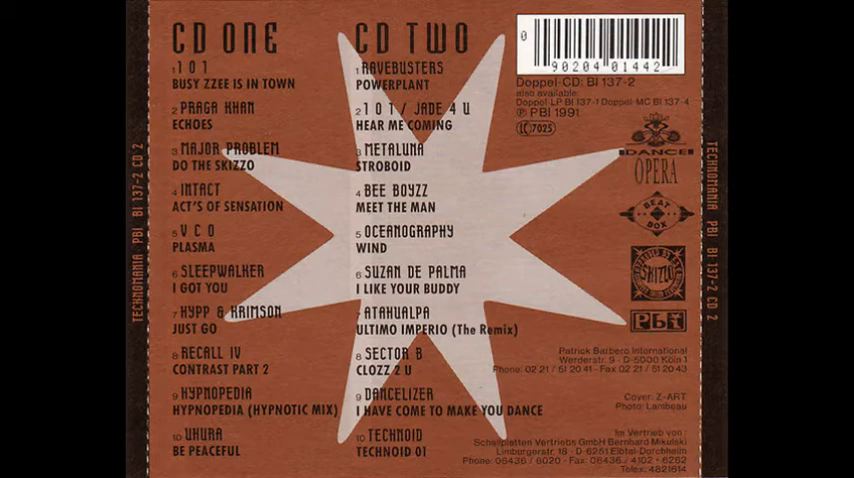 CD ONE
1 1 0 1
BUSY ZZEE IS IN TOWN
2 PRAGA KHAN
ECHOES
3 MAJOR PROBLEM
DO THE SKIZZO
4 INTACT
ACT'S OF SENSATION
5 V C O
PLASMA
6 SLEEPWALKER
I GOT YOU
7 HYPP & KRIMSON
JUST GO
8 RECALL IV
CONTRAST PART 2
9 HYPNOPEDIA
HYPNOPEDIA (HYPNOTIC MIX)
10 UHURA
BE PEACEFUL
CD TWO
1 RAVEBUSTERS
POWERPLANT
2 1 0 1 / JADE 4 U
HEAR ME COMING
3 METALUNA
STROBOID
4 BEE BOYZZ
MEET THE MAN
5 OCEANOGRAPHY
WIND
6 SUZAN DE PALMA
I LIKE YOUR BUDDY
7 ATAHUALPA
ULTIMO IMPERIO (The Remix)
8 SECTOR B
CLOZZ 2 U
9 DANCELIZER
I HAVE COME TO MAKE YOU DANCE
10 TECHNOID
TECHNOID 01
0 90204 01442
Doppel-CD: BI 137-2
also available:
Doppel-LP BI 137-1 Doppel-MC BI 137-4
℗ PBI 1991
LC 7025
DANCE
OPERA
BEAT
BOX
SKIZZO
PBI
Patrick Barbero International
Werderstr. 9 - D-5000 Köln 1
Phone: 02 21 / 51 20 41 - Fax 02 21 / 51 20 43
Cover: Z-ART
Photo: Lambeau
Im Vertrieb von:
Schallplatten Vertriebs GmbH Bernhard Mikulski
Limburgerstr. 18 - D-6251 Elbtal-Dorchheim
Phone: 06436 / 6020 - Fax: 06436 / 4102 + 6262
Telex: 4821614
TECHNOMANIA PBI BI 137-2 CD 2
TECHNOMANIA PBI BI 137-2 CD 2